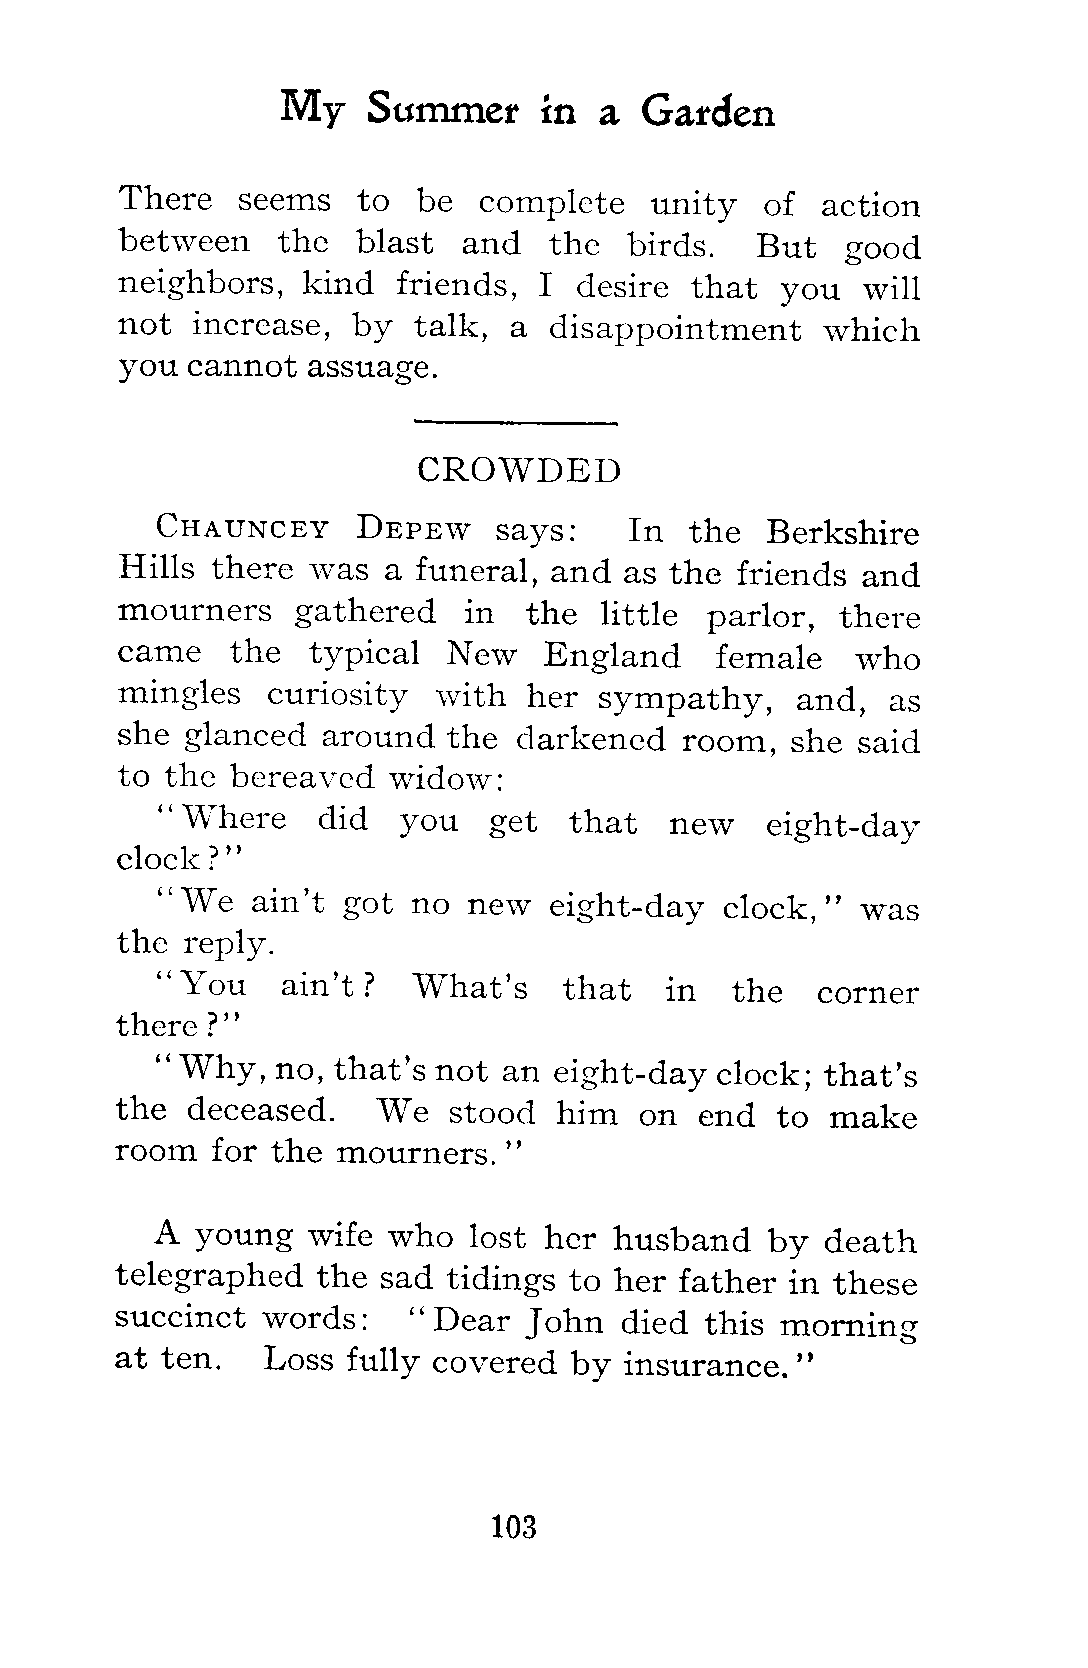 My Summer in a Garden
There seems to be complete unity of action
between the blast and the birds. But good
neighbors, kind friends, I desire that you will
not increase, by talk, a disappointment which
you cannot assuage.
CROWDED
CHAUNCEY DEPEW says: In the Berkshire
Hills there was a funeral, and as the friends and
mourners gathered in the little parlor, there
came the typical New England female who
mingles curiosity with her sympathy, and, as
she glanced around the darkened room, she said
to the bereaved widow:
"Where did you get that new eight-day
clock?"
"We ain't got no new eight-day clock," was
the reply.
"You ain't? What's that in the corner
there?"
"Why, no, that's not an eight-day clock; that's
the deceased. We stood him on end to make
room for the mourners."
A young wife who lost her husband by death
telegraphed the sad tidings to her father in these
succinct words: "Dear John died this morning
at ten. Loss fully covered by insurance."
103